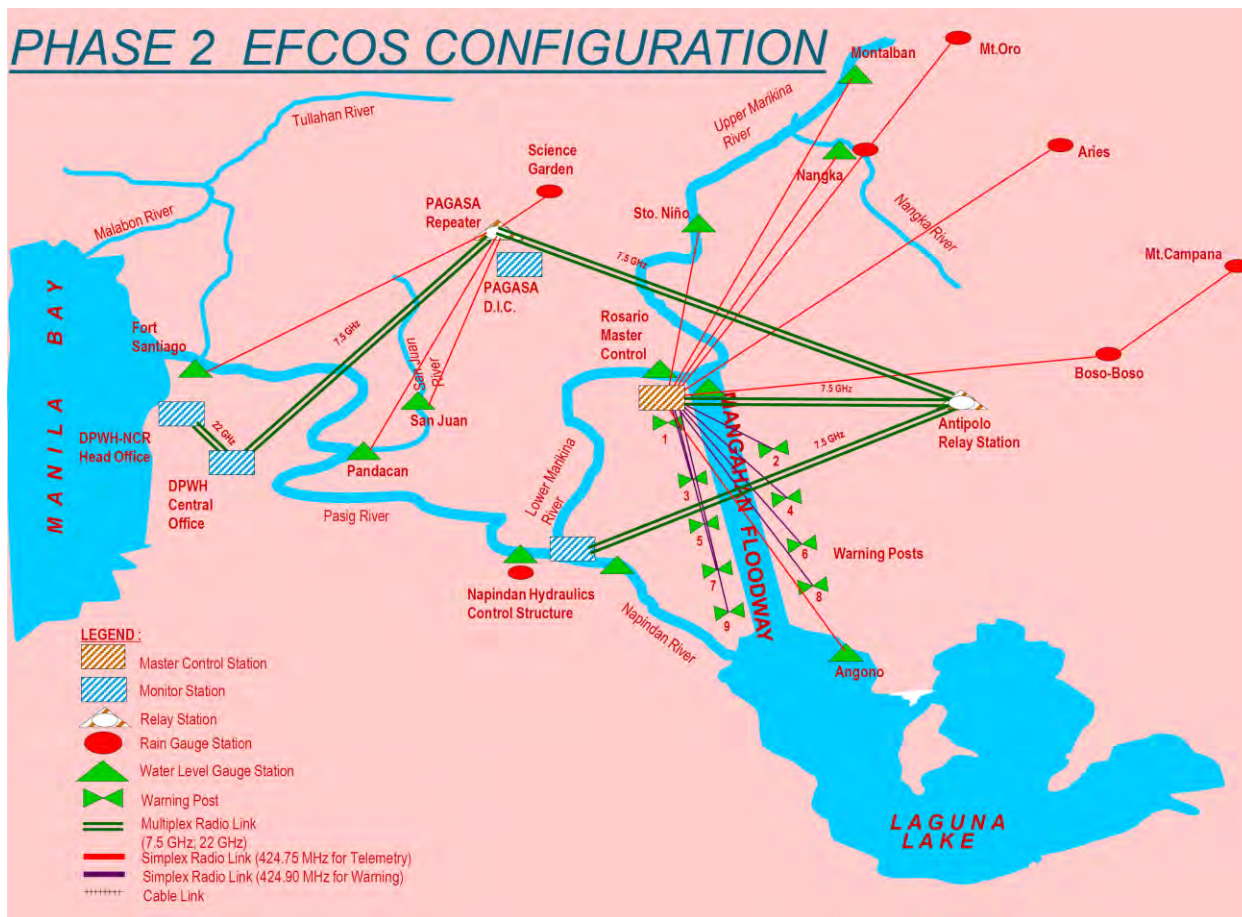 PHASE 2 EFCOS CONFIGURATION
Montalban
Mt.Oro
Tullahan River
Upper Marikina
River
Science
Garden
Nangka
Aries
PAGASA
Repeater
Sto. Niño
Nangka River
Malabon River
7.5 GHz
Mt.Campana
PAGASA
D.I.C.
MANILA BAY
Fort
Santiago
7.5 GHz
San Juan
River
Rosario
Master
Control
7.5 GHz
Boso-Boso
DPWH-NCR
Head Office
22 GHz
San Juan
1
MANGAHAN FLOODWAY
7.5 GHz
Antipolo
Relay Station
DPWH
Central
Office
Pandacan
Lower Marikina
River
2
3
4
Pasig River
5
6
Warning Posts
7
8
9
Napindan Hydraulics
Control Structure
Napindan River
Angono
LEGEND :
Master Control Station
Monitor Station
Relay Station
Rain Gauge Station
Water Level Gauge Station
Warning Post
Multiplex Radio Link
(7.5 GHz; 22 GHz)
Simplex Radio Link (424.75 MHz for Telemetry)
Simplex Radio Link (424.90 MHz for Warning)
Cable Link
LAGUNA
LAKE